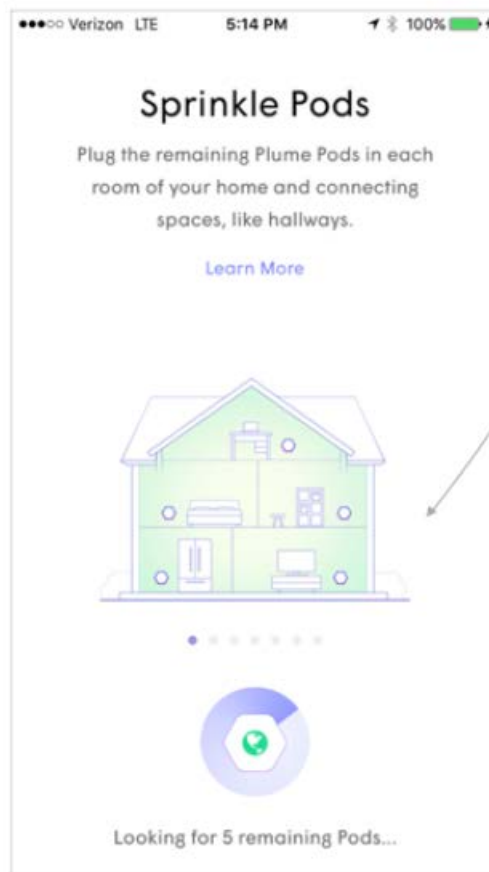 Verizon LTE 5:14 PM 100%
Sprinkle Pods
Plug the remaining Plume Pods in each
room of your home and connecting
spaces, like hallways.
Learn More
Looking for 5 remaining Pods...